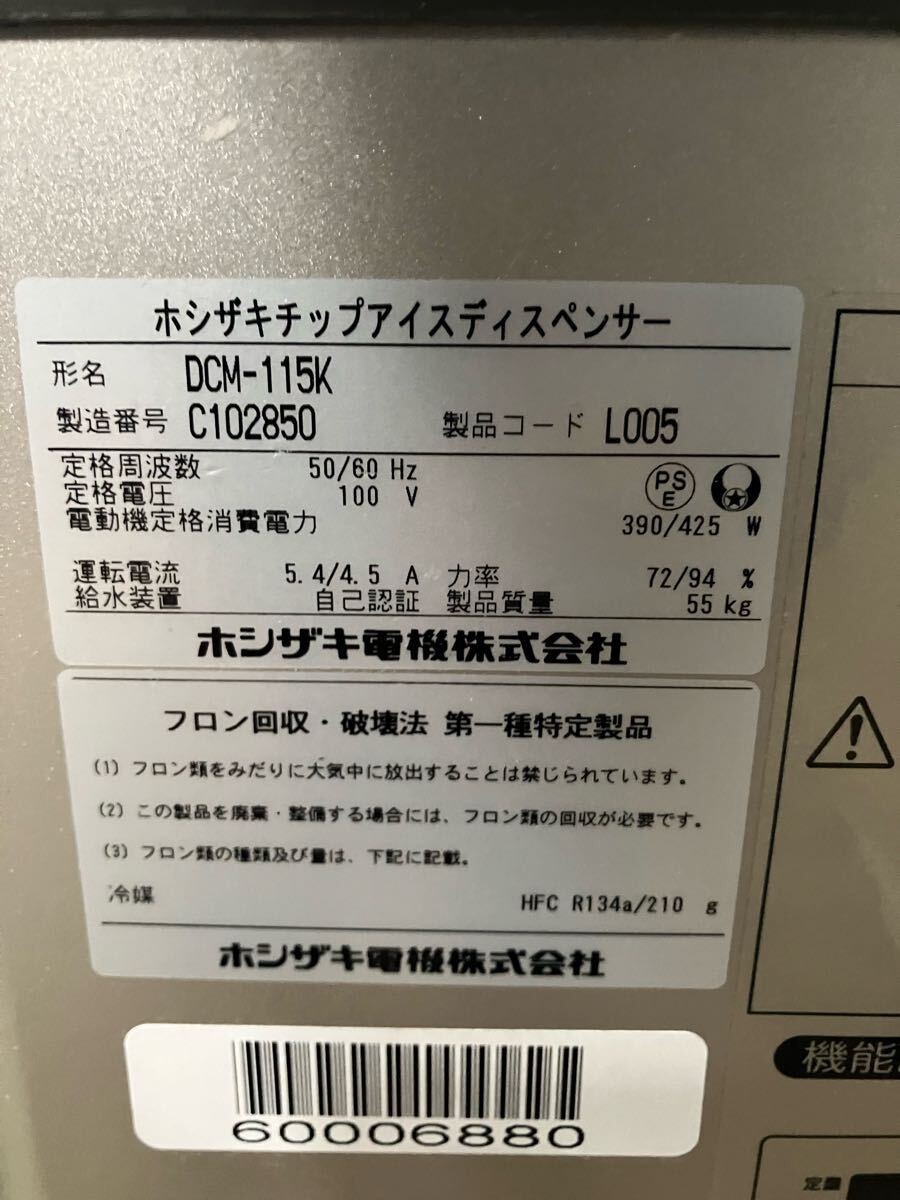 ホシザキチップアイスディスペンサー
形名 DCM-115K
製造番号 C102850 製品コード L005
定格周波数 50/60 Hz
定格電圧 100 V
PS E
電動機定格消費電力 390/425 W
運転電流 5.4/4.5 A 力率 72/94 %
給水装置 自己認証 製品質量 55 kg
ホシザキ電機株式会社
フロン回収・破壊法 第一種特定製品
(1) フロン類をみだりに大気中に放出することは禁じられています。
(2) この製品を廃棄・整備する場合には、フロン類の回収が必要です。
(3) フロン類の種類及び量は、下記に記載。
冷媒 HFC R134a/210 g
ホシザキ電機株式会社
60006880
機能
定量